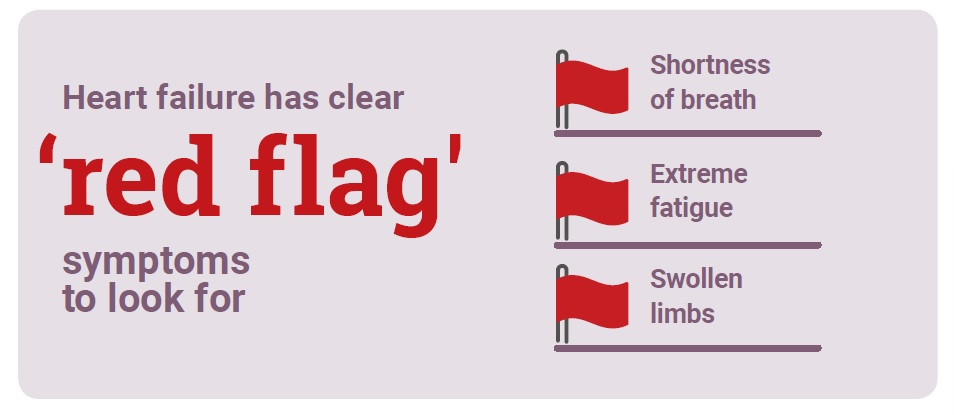 Heart failure has clear
‘red flag'
symptoms
to look for
Shortness
of breath
Extreme
fatigue
Swollen
limbs